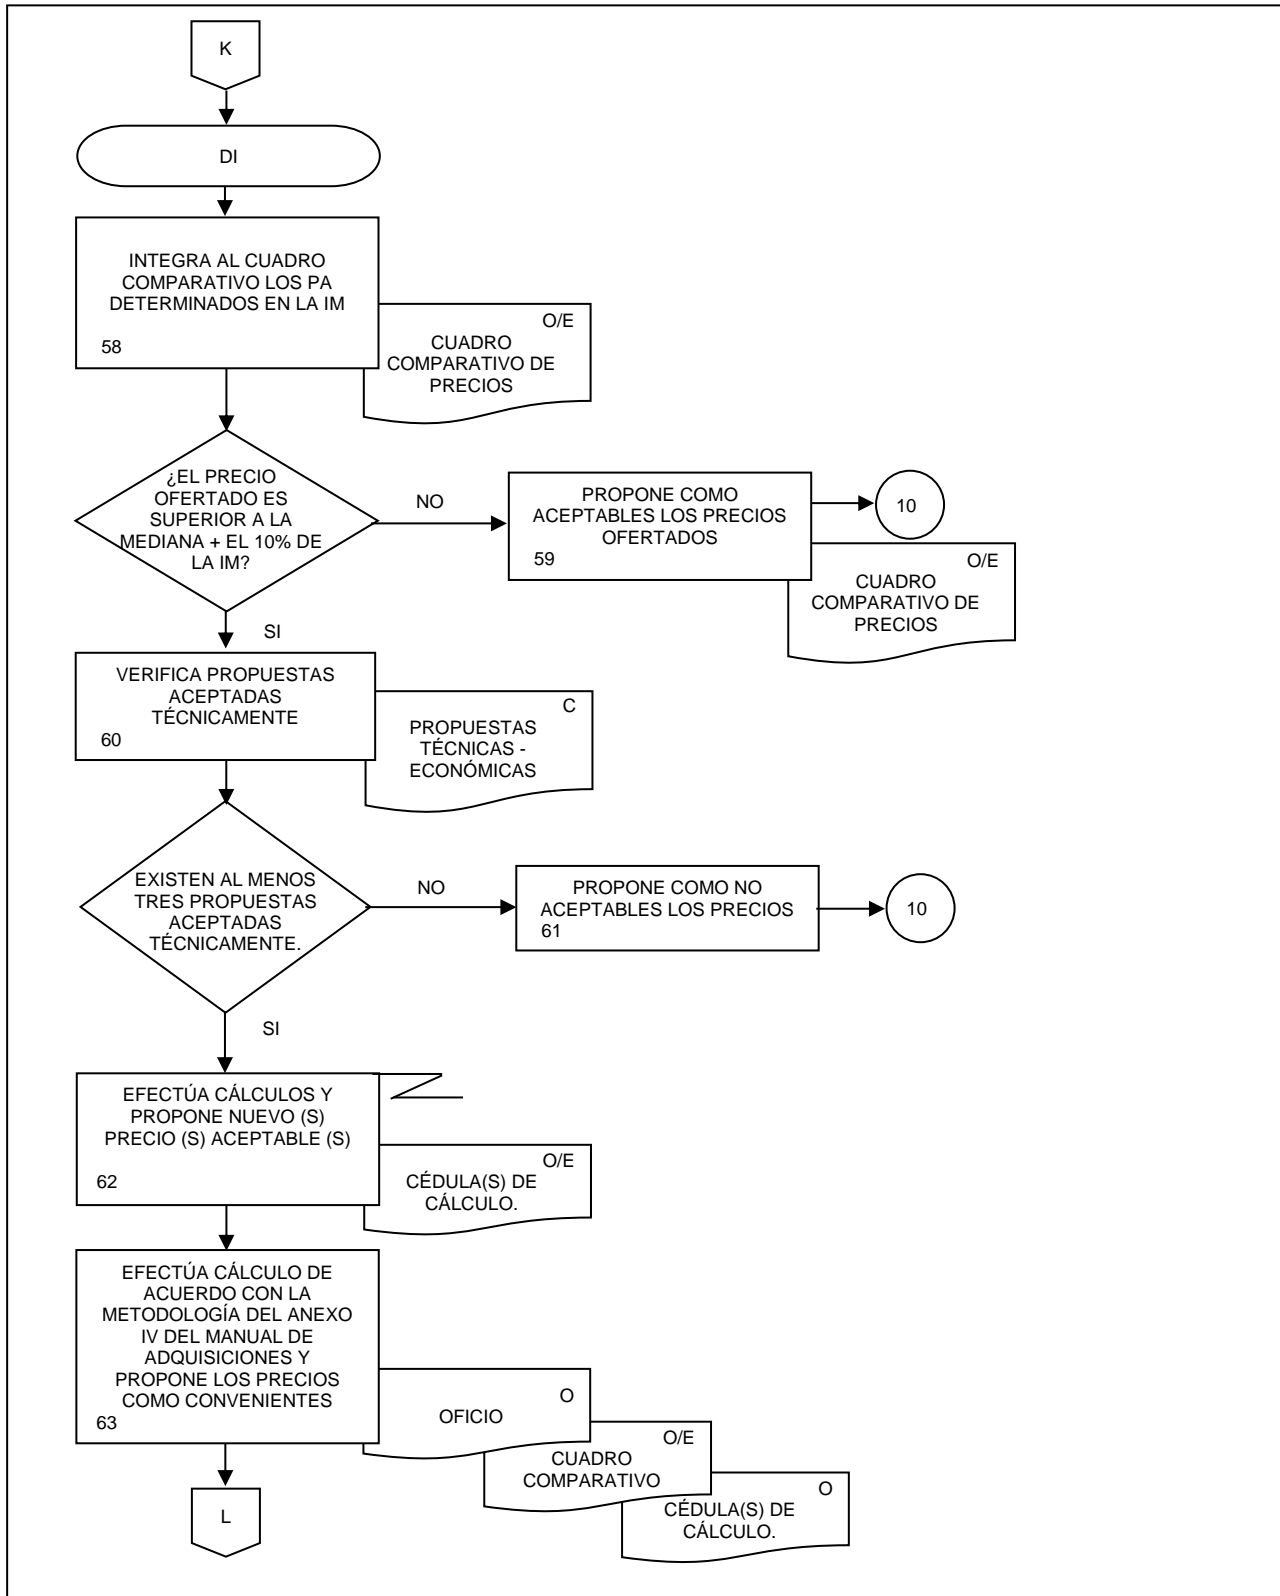 K
DI
INTEGRA AL CUADRO
COMPARATIVO LOS PA
DETERMINADOS EN LA IM
58
O/E
CUADRO
COMPARATIVO DE
PRECIOS
¿EL PRECIO
OFERTADO ES
SUPERIOR A LA
MEDIANA + EL 10% DE
LA IM?
NO
PROPONE COMO
ACEPTABLES LOS PRECIOS
OFERTADOS
59
10
O/E
CUADRO
COMPARATIVO DE
PRECIOS
SI
VERIFICA PROPUESTAS
ACEPTADAS
TÉCNICAMENTE
60
C
PROPUESTAS
TÉCNICAS -
ECONÓMICAS
EXISTEN AL MENOS
TRES PROPUESTAS
ACEPTADAS
TÉCNICAMENTE.
NO
PROPONE COMO NO
ACEPTABLES LOS PRECIOS
61
10
SI
EFECTÚA CÁLCULOS Y
PROPONE NUEVO (S)
PRECIO (S) ACEPTABLE (S)
62
O/E
CÉDULA(S) DE
CÁLCULO.
EFECTÚA CÁLCULO DE
ACUERDO CON LA
METODOLOGÍA DEL ANEXO
IV DEL MANUAL DE
ADQUISICIONES Y
PROPONE LOS PRECIOS
COMO CONVENIENTES
63
O
OFICIO
O/E
CUADRO
COMPARATIVO
O
CÉDULA(S) DE
CÁLCULO.
L